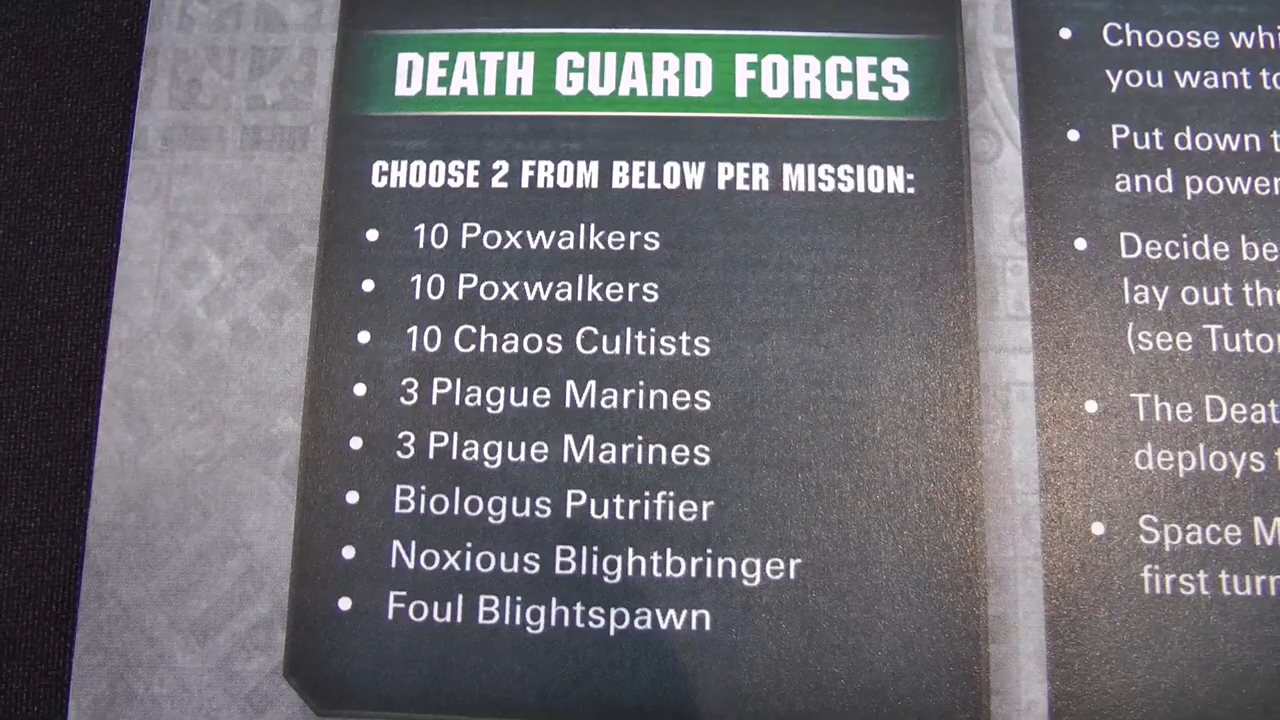 DEATH GUARD FORCES
CHOOSE 2 FROM BELOW PER MISSION:
• 10 Poxwalkers
• 10 Poxwalkers
• 10 Chaos Cultists
• 3 Plague Marines
• 3 Plague Marines
• Biologus Putrifier
• Noxious Blightbringer
• Foul Blightspawn
• Choose
you want
• Put down
and
• Decide
lay out
(see
• The
deploys
• Space
first